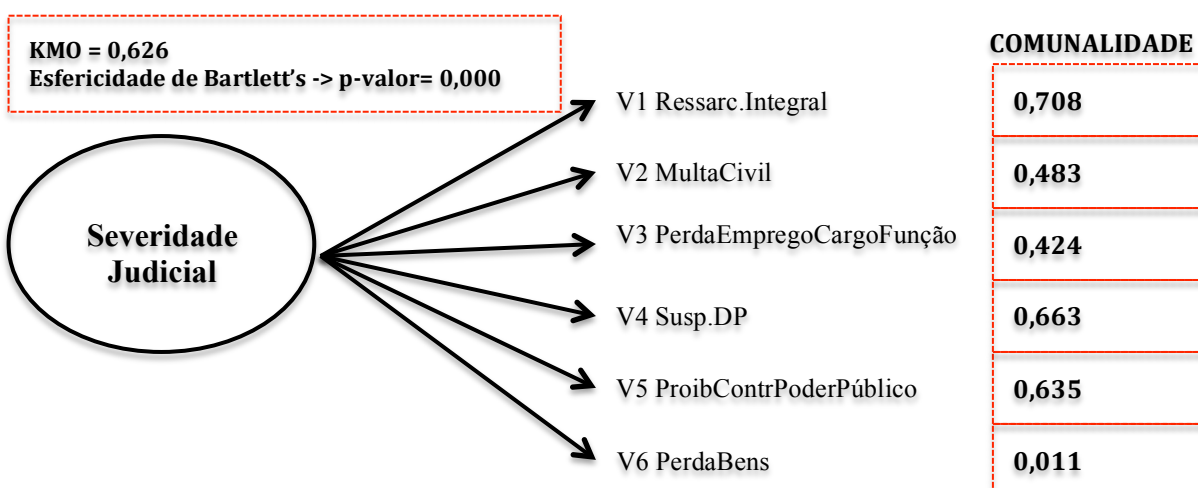 KMO = 0,626
Esfericidade de Bartlett’s -> p-valor= 0,000
COMUNALIDADE
Severidade
Judicial
V1 Ressarc.Integral
0,708
V2 MultaCivil
0,483
V3 PerdaEmpregoCargoFunção
0,424
V4 Susp.DP
0,663
V5 ProibContrPoderPúblico
0,635
V6 PerdaBens
0,011